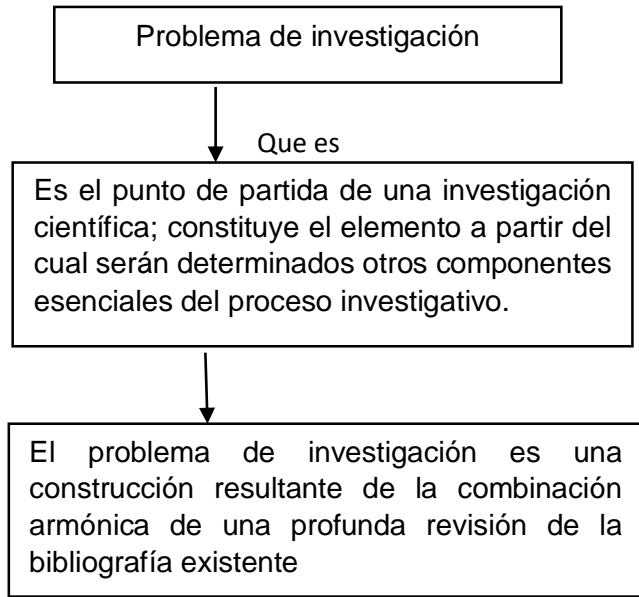 Problema de investigación
Que es
Es el punto de partida de una investigación
científica; constituye el elemento a partir del
cual serán determinados otros componentes
esenciales del proceso investigativo.
El problema de investigación es una
construcción resultante de la combinación
armónica de una profunda revisión de la
bibliografía existente